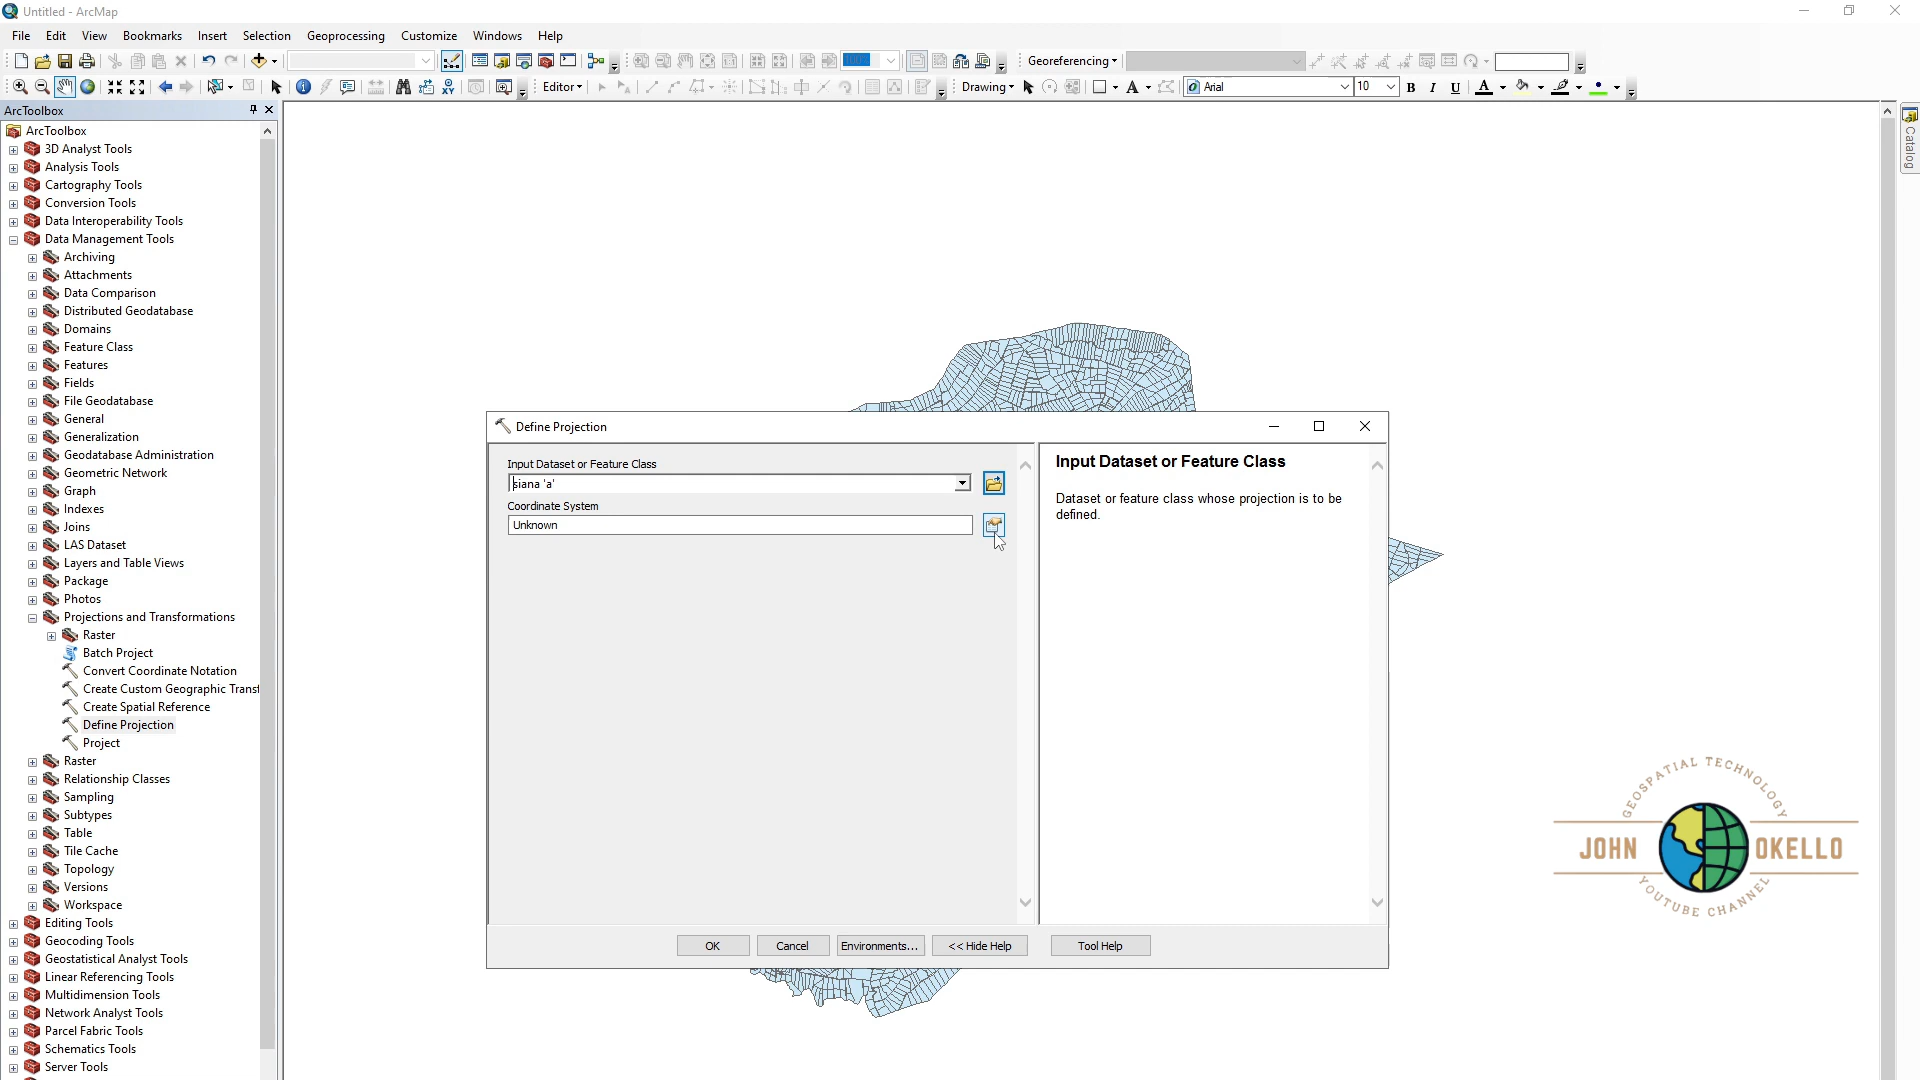 Untitled - ArcMap
File Edit View Bookmarks Insert Selection Geoprocessing Customize Windows Help
Georeferencing
Editor Drawing A Arial 10 B I U A
ArcToolbox
ArcToolbox
3D Analyst Tools
Analysis Tools
Cartography Tools
Conversion Tools
Data Interoperability Tools
Data Management Tools
Archiving
Attachments
Data Comparison
Distributed Geodatabase
Domains
Feature Class
Features
Fields
File Geodatabase
General
Generalization
Geodatabase Administration
Geometric Network
Graph
Indexes
Joins
LAS Dataset
Layers and Table Views
Package
Photos
Projections and Transformations
Raster
Batch Project
Convert Coordinate Notation
Create Custom Geographic Transf
Create Spatial Reference
Define Projection
Project
Raster
Relationship Classes
Sampling
Subtypes
Table
Tile Cache
Topology
Versions
Workspace
Editing Tools
Geocoding Tools
Geostatistical Analyst Tools
Linear Referencing Tools
Multidimension Tools
Network Analyst Tools
Parcel Fabric Tools
Schematics Tools
Server Tools
Catalog
Define Projection
Input Dataset or Feature Class
siana 'a'
Coordinate System
Unknown
OK Cancel Environments... << Hide Help Tool Help
Input Dataset or Feature Class
Dataset or feature class whose projection is to be
defined.
GEOSPATIAL TECHNOLOGY
JOHN OKELLO
YOUTUBE CHANNEL